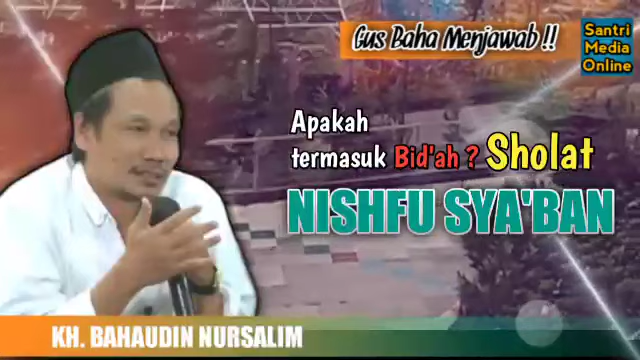 Gus Baha Menjawab !!
Santri
Media
Online
Apakah
termasuk Bid'ah ? Sholat
NISHFU SYA'BAN
KH. BAHAUDIN NURSALIM